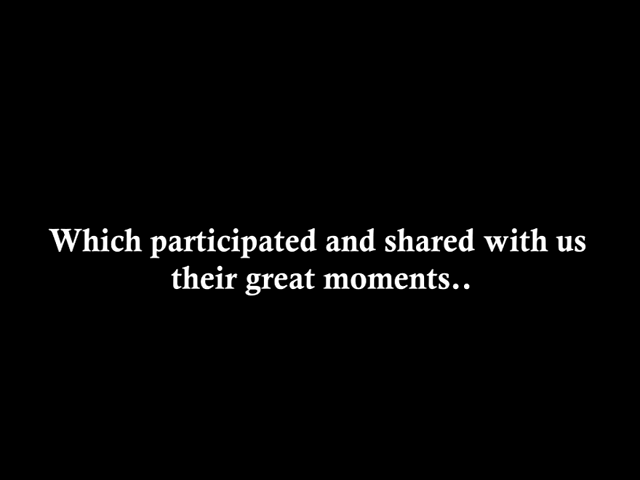 Which participated and shared with us
their great moments..